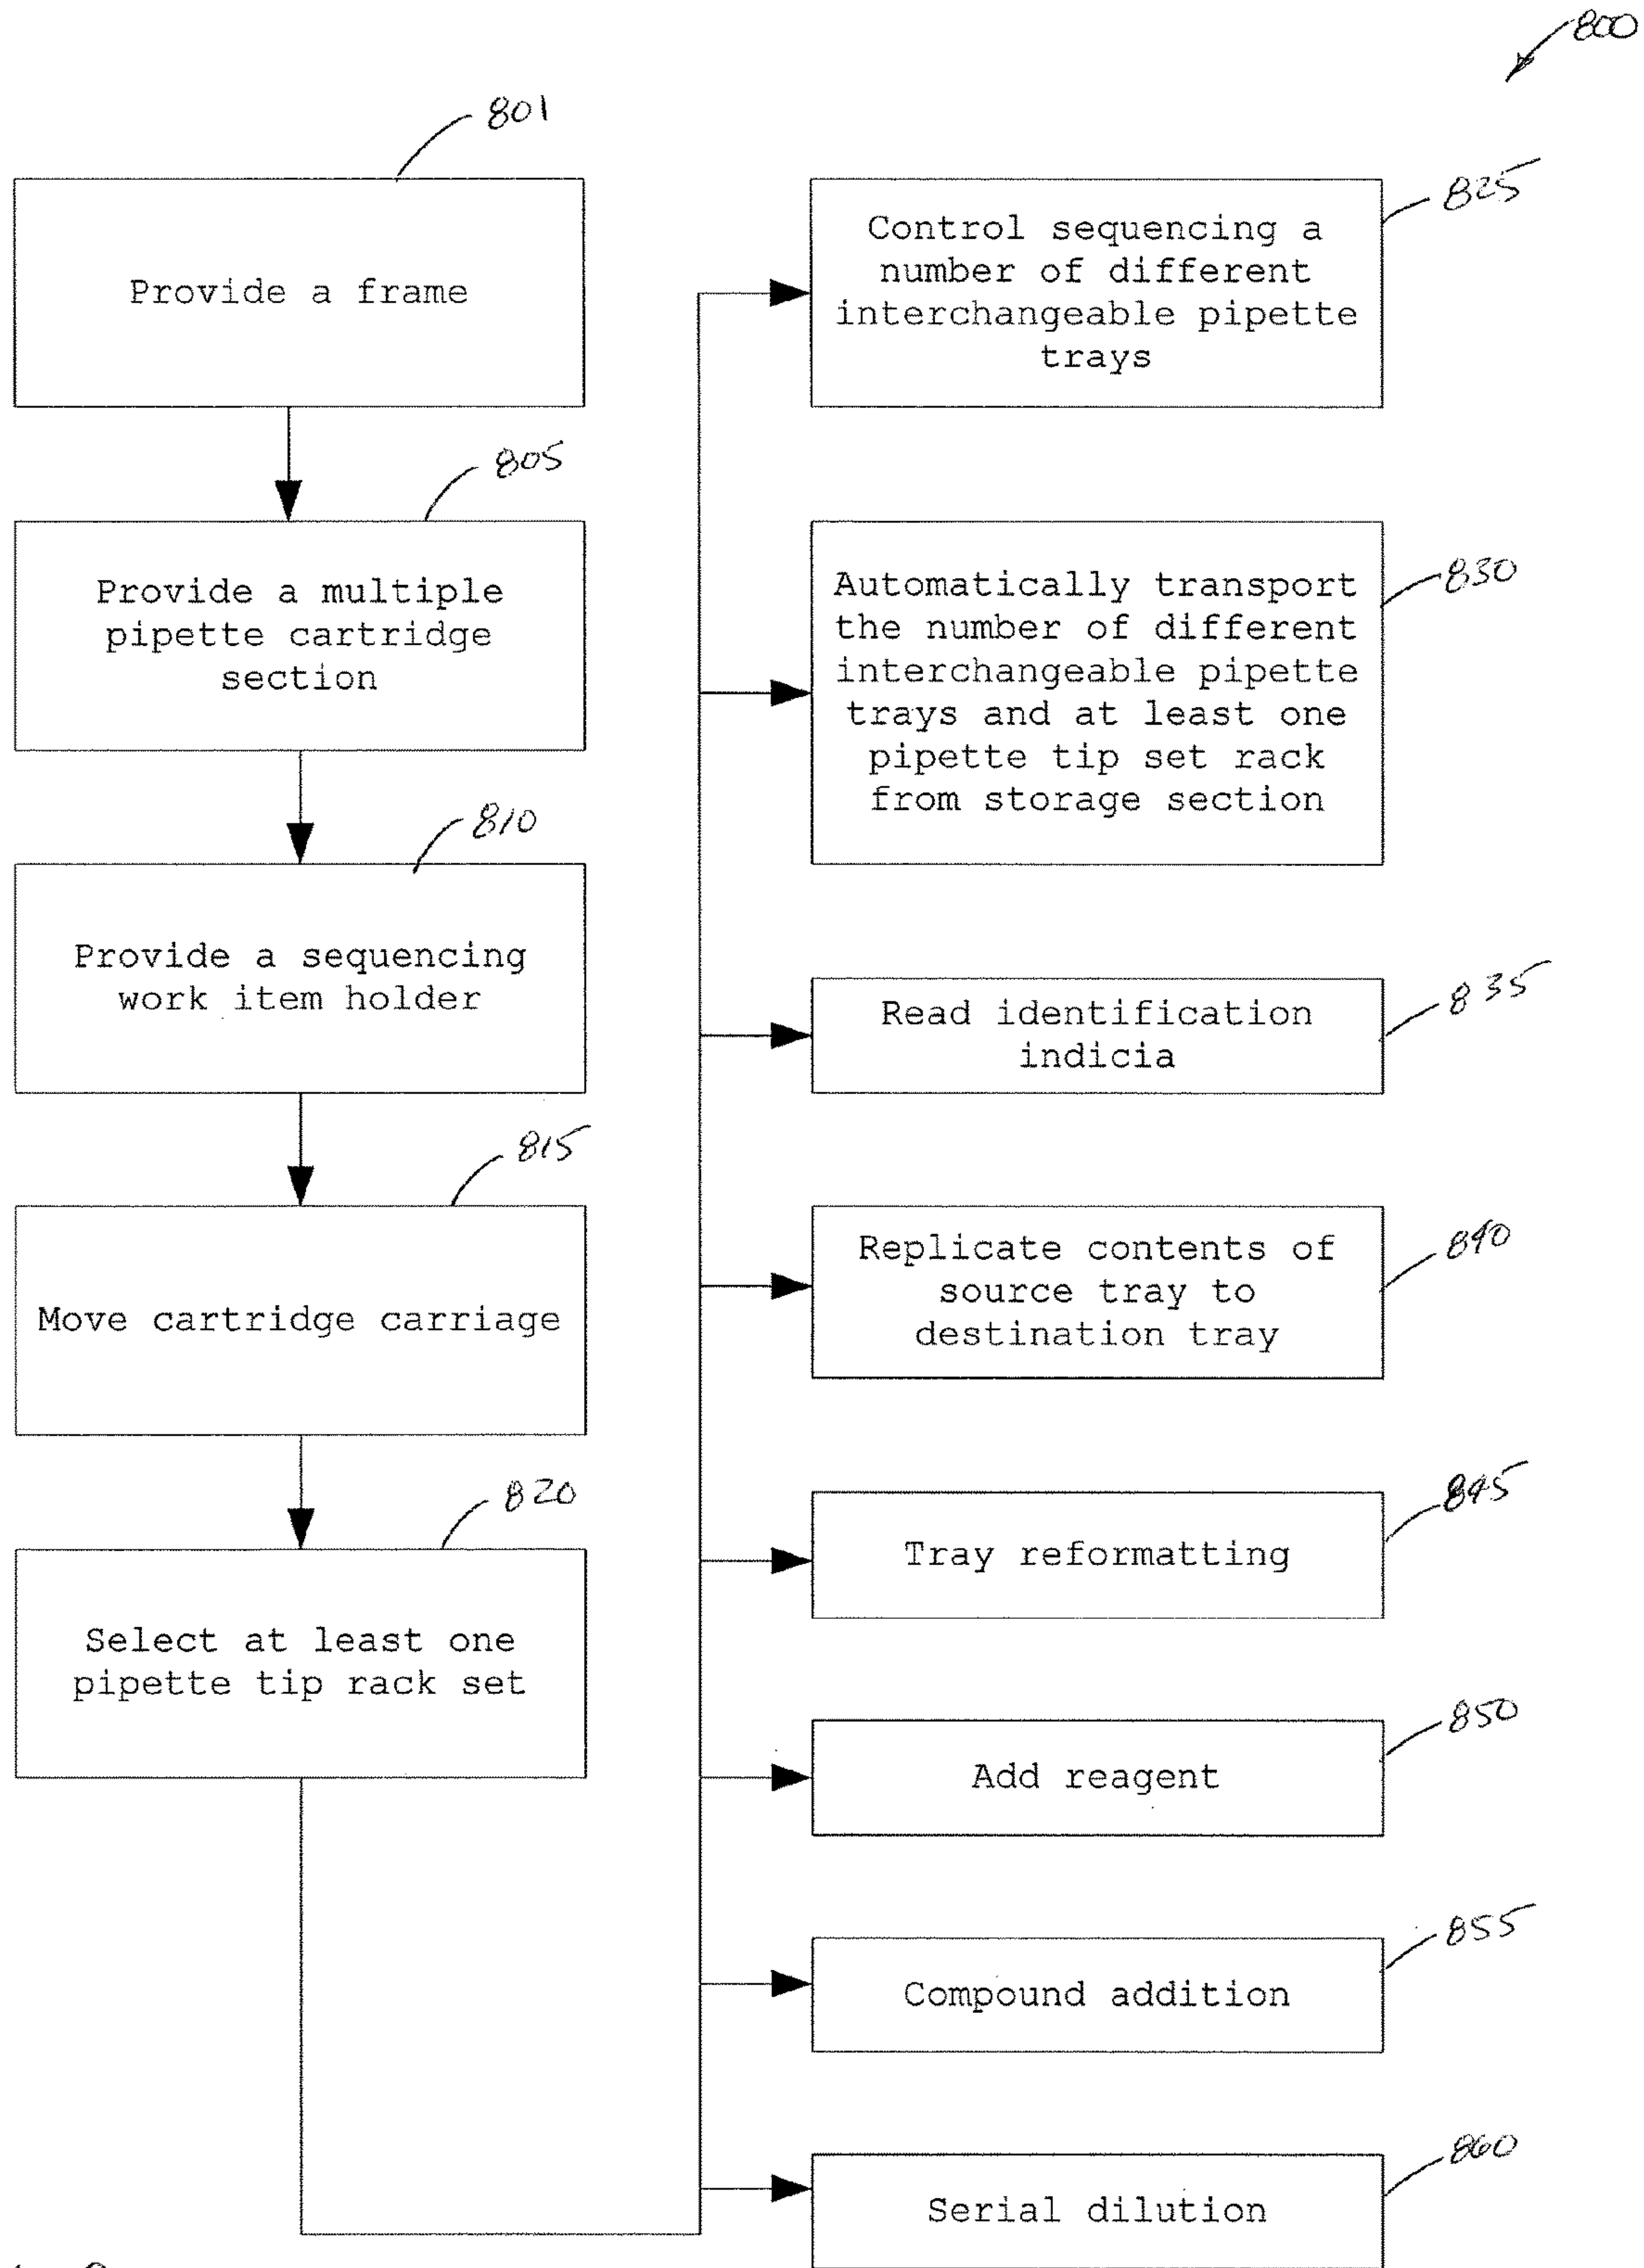 800
801
Provide a frame
805
Provide a multiple
pipette cartridge
section
810
Provide a sequencing
work item holder
815
Move cartridge carriage
820
Select at least one
pipette tip rack set
825
Control sequencing a
number of different
interchangeable pipette
trays
830
Automatically transport
the number of different
interchangeable pipette
trays and at least one
pipette tip set rack
from storage section
835
Read identification
indicia
840
Replicate contents of
source tray to
destination tray
845
Tray reformatting
850
Add reagent
855
Compound addition
860
Serial dilution